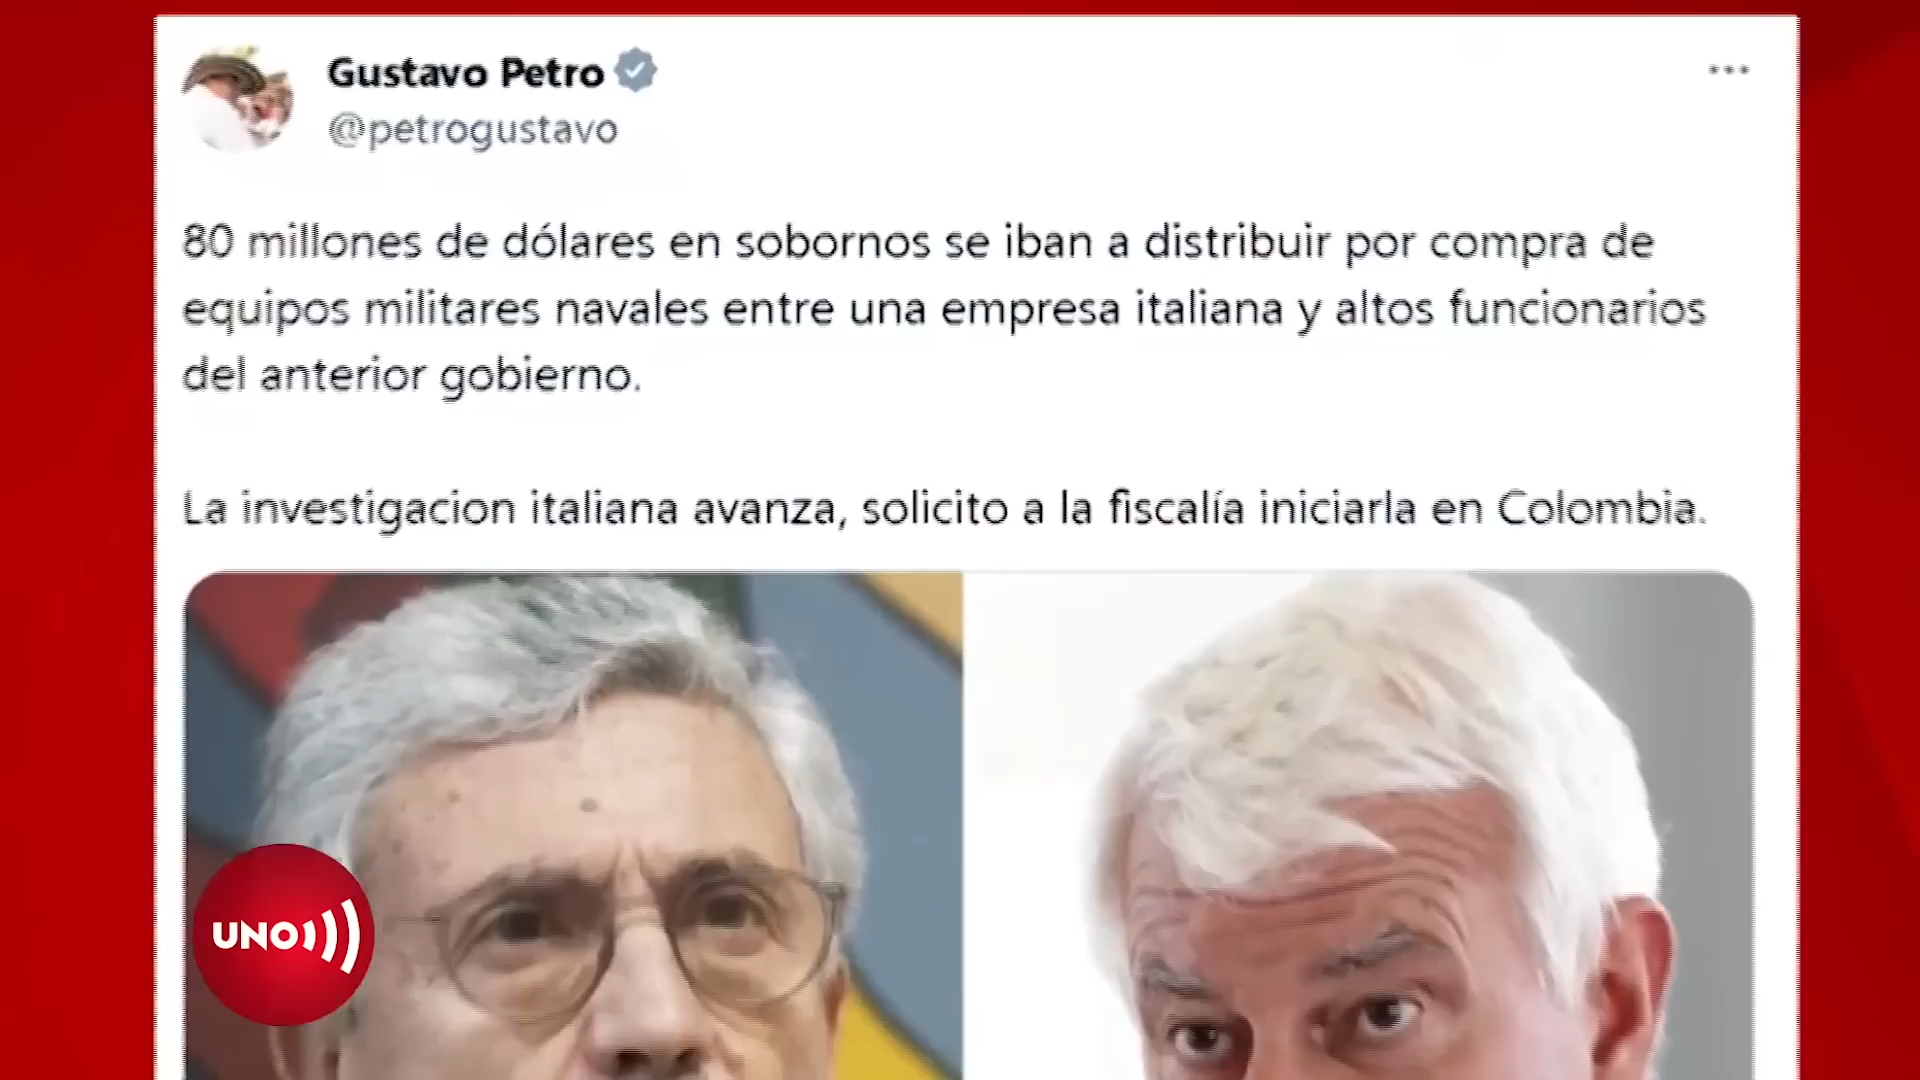 Gustavo Petro
@petrogustavo
80 millones de dólares en sobornos se iban a distribuir por compra de
equipos militares navales entre una empresa italiana y altos funcionarios
del anterior gobierno.
La investigacion italiana avanza, solicito a la fiscalía iniciarla en Colombia.
UNO